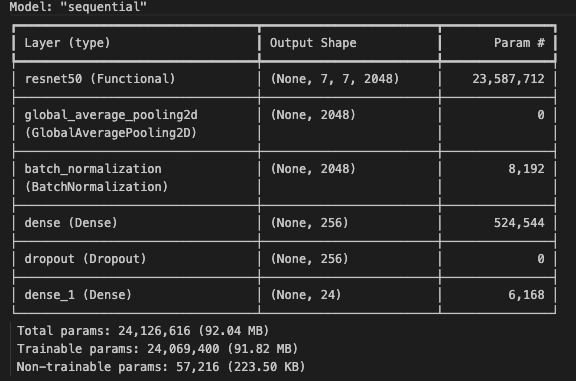 Model: "sequential"
Layer (type) Output Shape Param #
resnet50 (Functional) (None, 7, 7, 2048) 23,587,712
global_average_pooling2d (None, 2048) 0
(GlobalAveragePooling2D)
batch_normalization (None, 2048) 8,192
(BatchNormalization)
dense (Dense) (None, 256) 524,544
dropout (Dropout) (None, 256) 0
dense_1 (Dense) (None, 24) 6,168
Total params: 24,126,616 (92.04 MB)
Trainable params: 24,069,400 (91.82 MB)
Non-trainable params: 57,216 (223.50 KB)